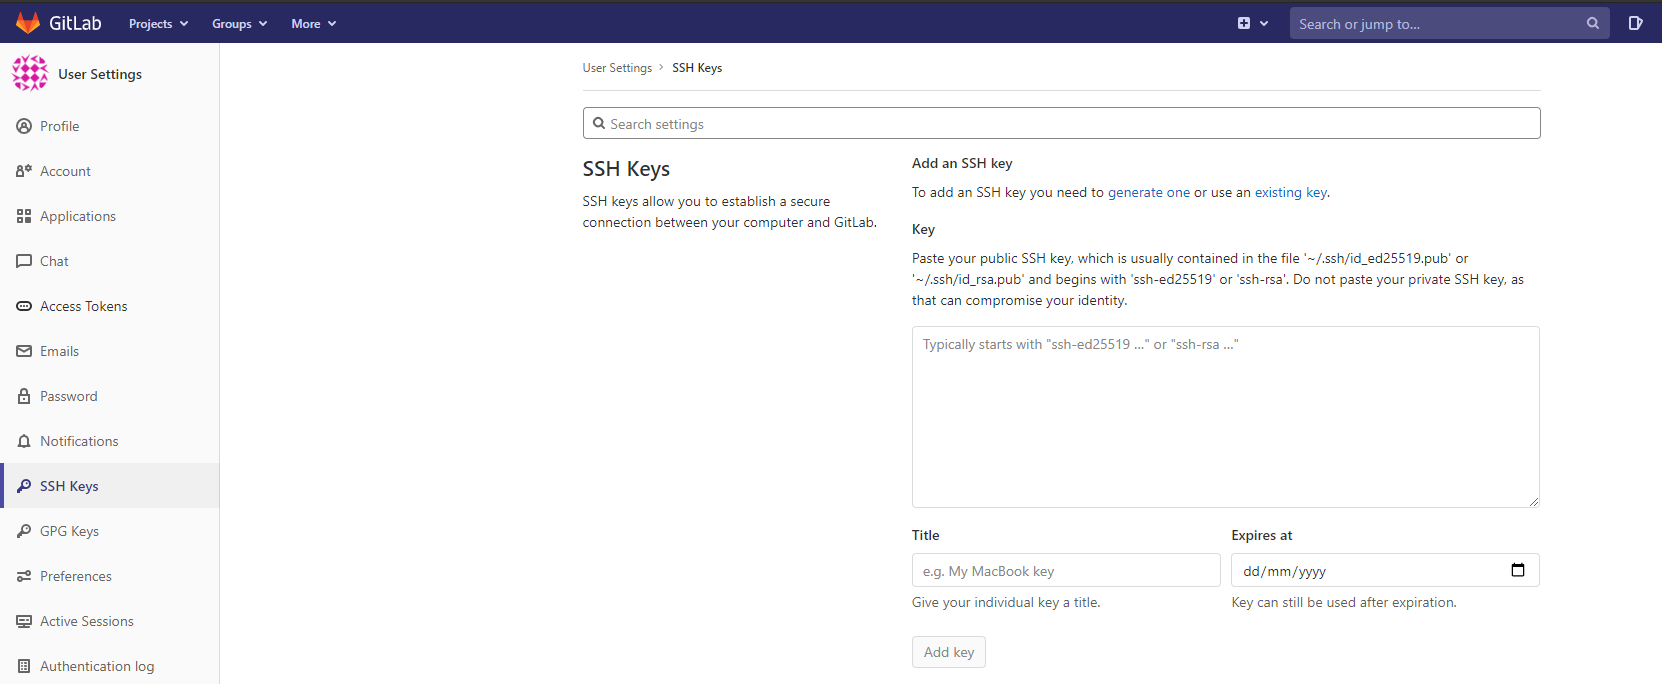 GitLab Projects Groups More Search or jump to...
User Settings
Profile
Account
Applications
Chat
Access Tokens
Emails
Password
Notifications
SSH Keys
GPG Keys
Preferences
Active Sessions
Authentication log
User Settings > SSH Keys
Search settings
SSH Keys
SSH keys allow you to establish a secure
connection between your computer and GitLab.
Add an SSH key
To add an SSH key you need to generate one or use an existing key.
Key
Paste your public SSH key, which is usually contained in the file '~/.ssh/id_ed25519.pub' or
'~/.ssh/id_rsa.pub' and begins with 'ssh-ed25519' or 'ssh-rsa'. Do not paste your private SSH key, as
that can compromise your identity.
Typically starts with "ssh-ed25519 ..." or "ssh-rsa ..."
Title
e.g. My MacBook key
Give your individual key a title.
Expires at
dd/mm/yyyy
Key can still be used after expiration.
Add key